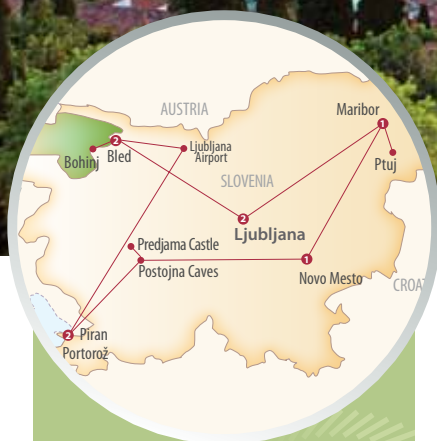 AUSTRIA
Maribor
1
2
Bohinj
Bled
Ljubljana
Airport
Ptuj
SLOVENIA
2
Ljubljana
Predjama Castle
Postojna Caves
1
Novo Mesto
CROAT
2
Piran
Portorož